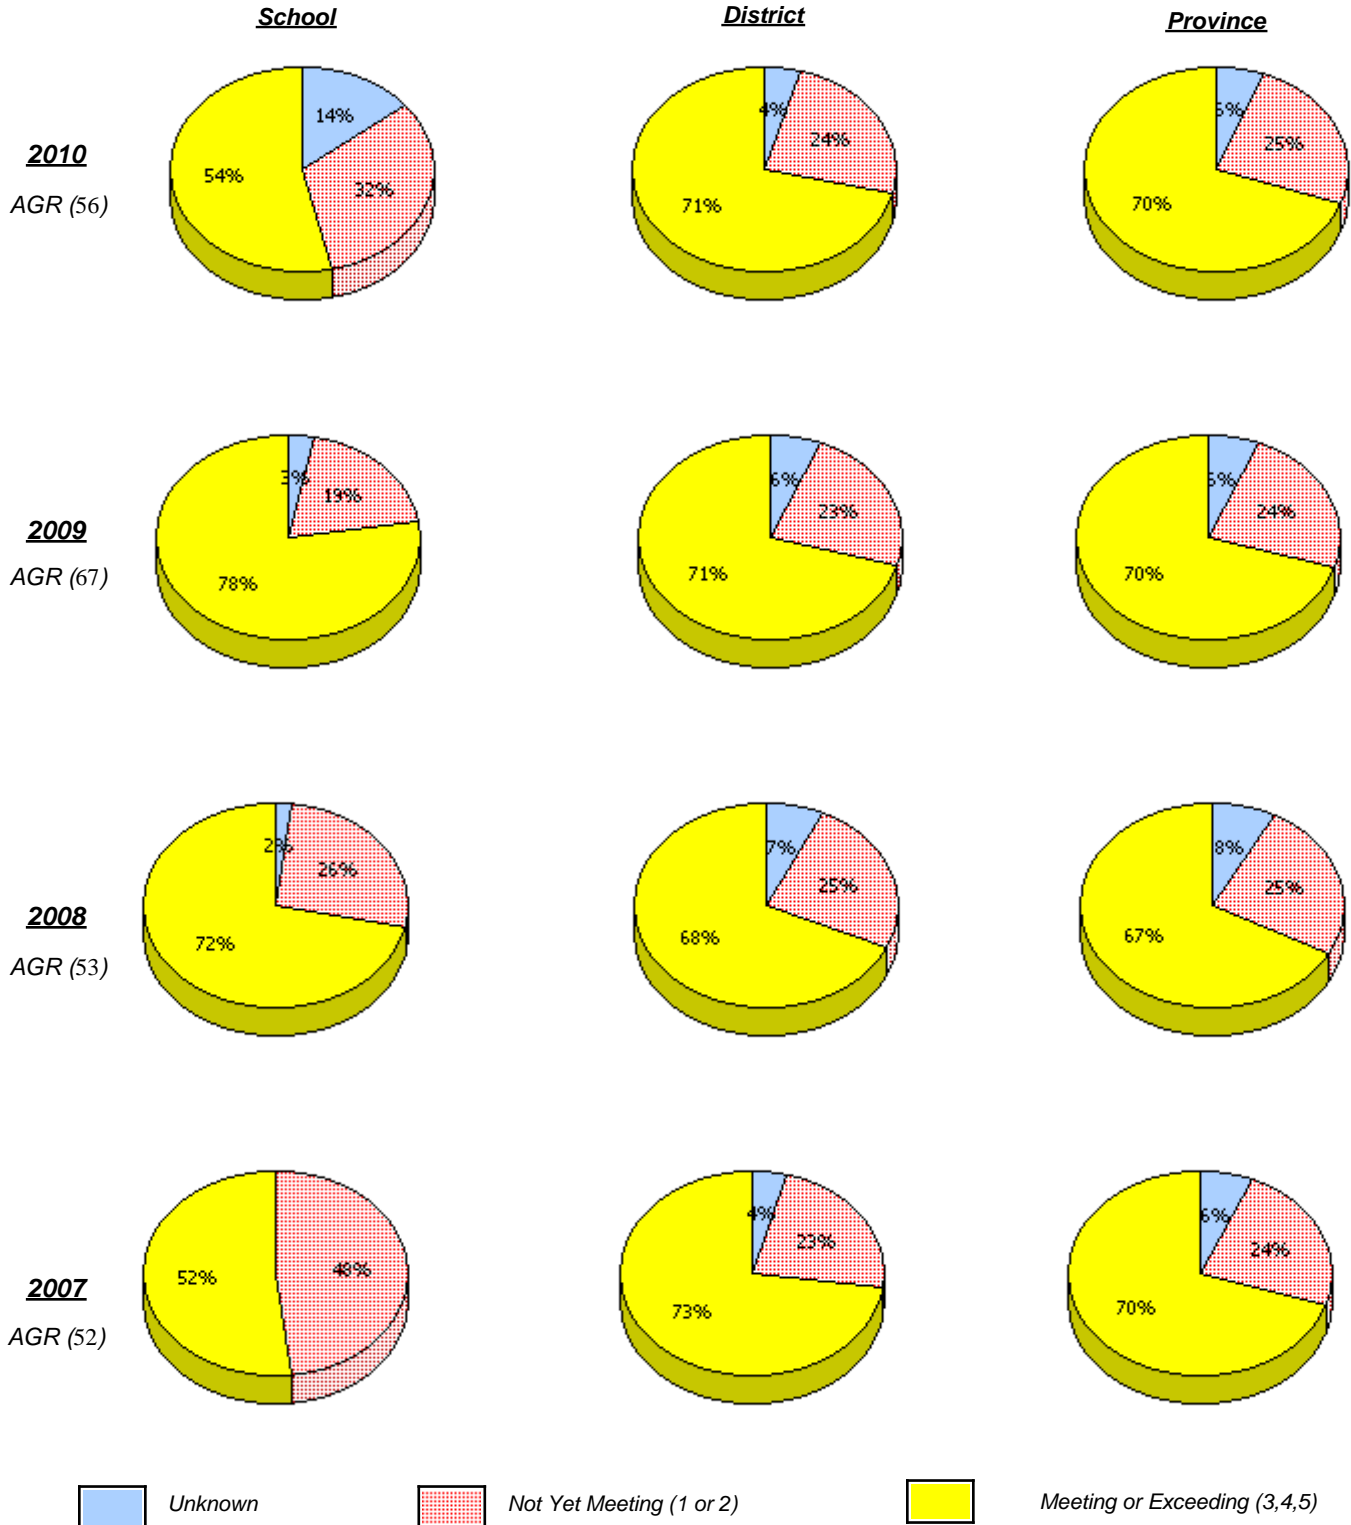 School District Province
14% 4%
24% 25%
2010
54% 32%
AGR (56) 71% 70%
3% 6% 6%
19% 23% 24%
2009
AGR (67) 78% 71% 70%
2% 7% 8%
26% 25% 25%
2008
72% 68% 67%
AGR (53)
4% 6%
23% 24%
52% 48%
2007
73% 70%
AGR (52)
Unknown Not Yet Meeting (1 or 2) Meeting or Exceeding (3,4,5)